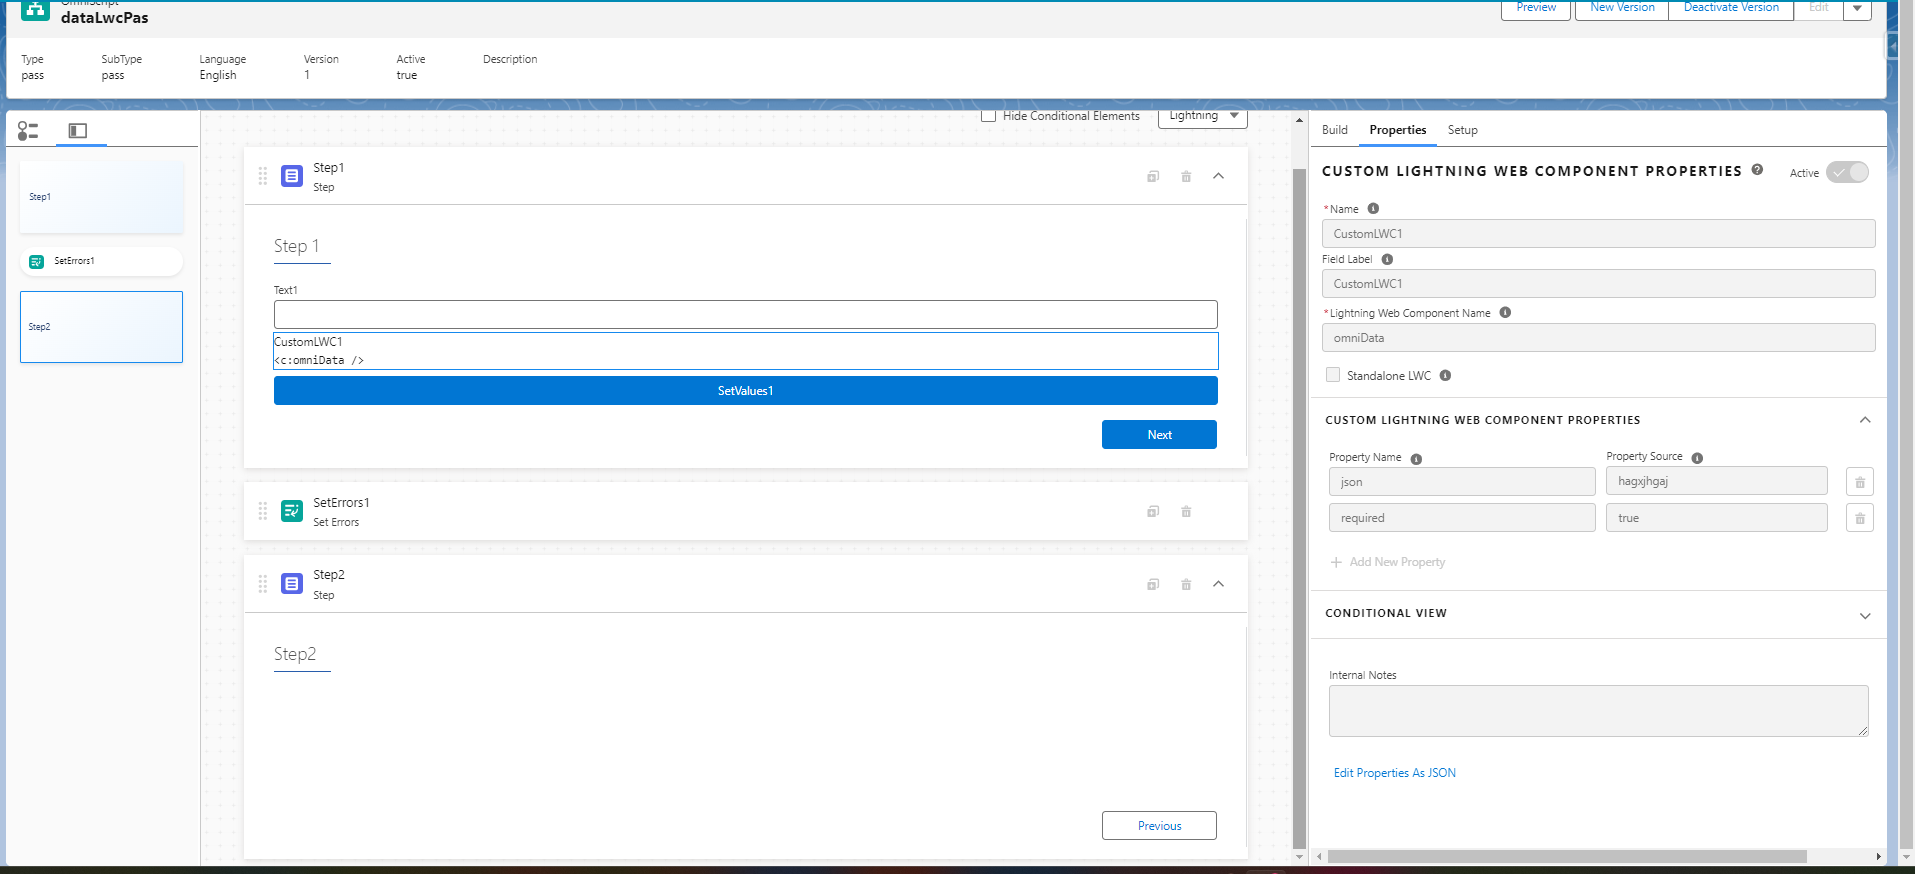 OmniScript
dataLwcPas
Preview
New Version
Deactivate Version
Edit
Type
pass
SubType
pass
Language
English
Version
1
Active
true
Description
Hide Conditional Elements
Lightning
Step1
SetErrors1
Step2
Step1
Step
Step 1
Text1
CustomLWC1
<c:omniData />
SetValues1
Next
SetErrors1
Set Errors
Step2
Step
Step2
Previous
Build
Properties
Setup
CUSTOM LIGHTNING WEB COMPONENT PROPERTIES
Active
*Name
CustomLWC1
Field Label
CustomLWC1
*Lightning Web Component Name
omniData
Standalone LWC
CUSTOM LIGHTNING WEB COMPONENT PROPERTIES
Property Name
Property Source
json
hagxjhgaj
required
true
+ Add New Property
CONDITIONAL VIEW
Internal Notes
Edit Properties As JSON